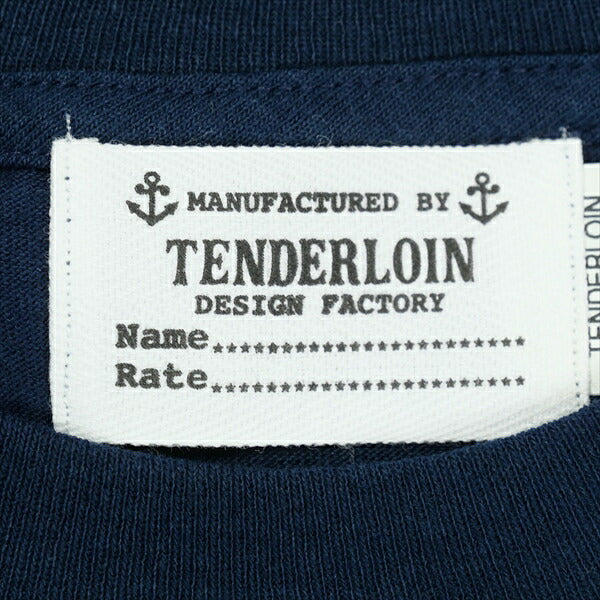 MANUFACTURED BY
TENDERLOIN
DESIGN FACTORY
Name........................
Rate........................
TENDERLOIN